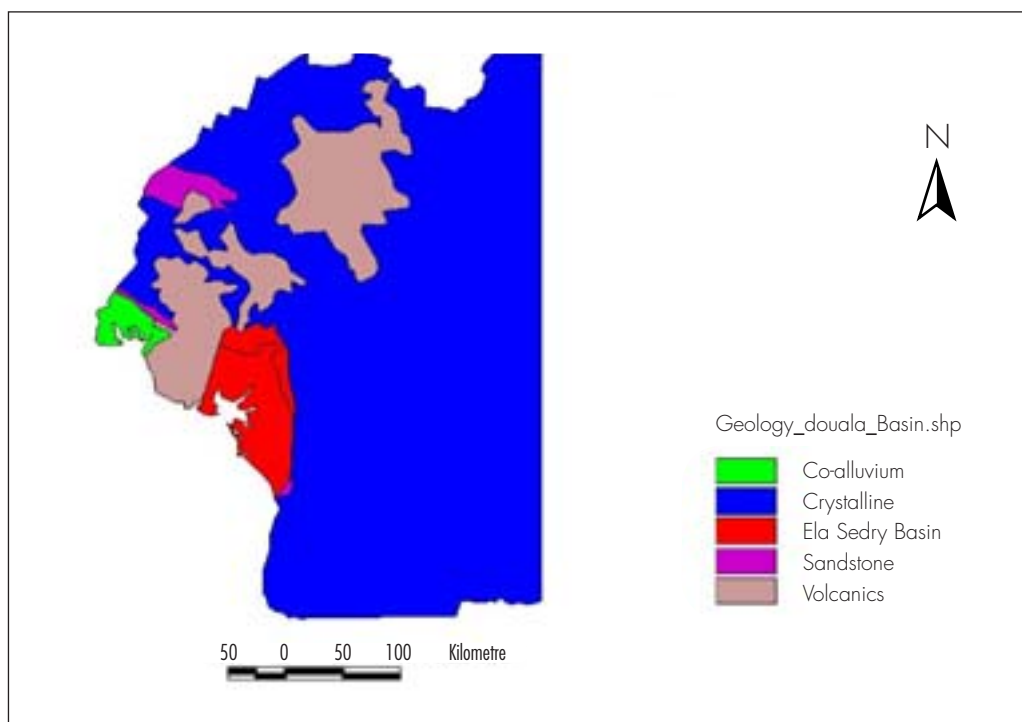 N
Geology_douala_Basin.shp
Co-alluvium
Crystalline
Ela Sedry Basin
Sandstone
Volcanics
50 0 50 100 Kilometre